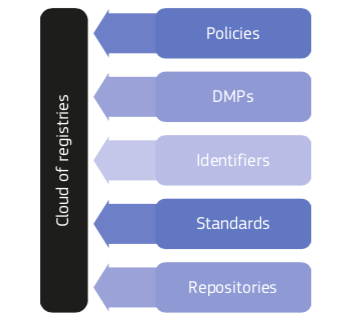 Cloud of registries
Policies
DMPs
Identifiers
Standards
Repositories